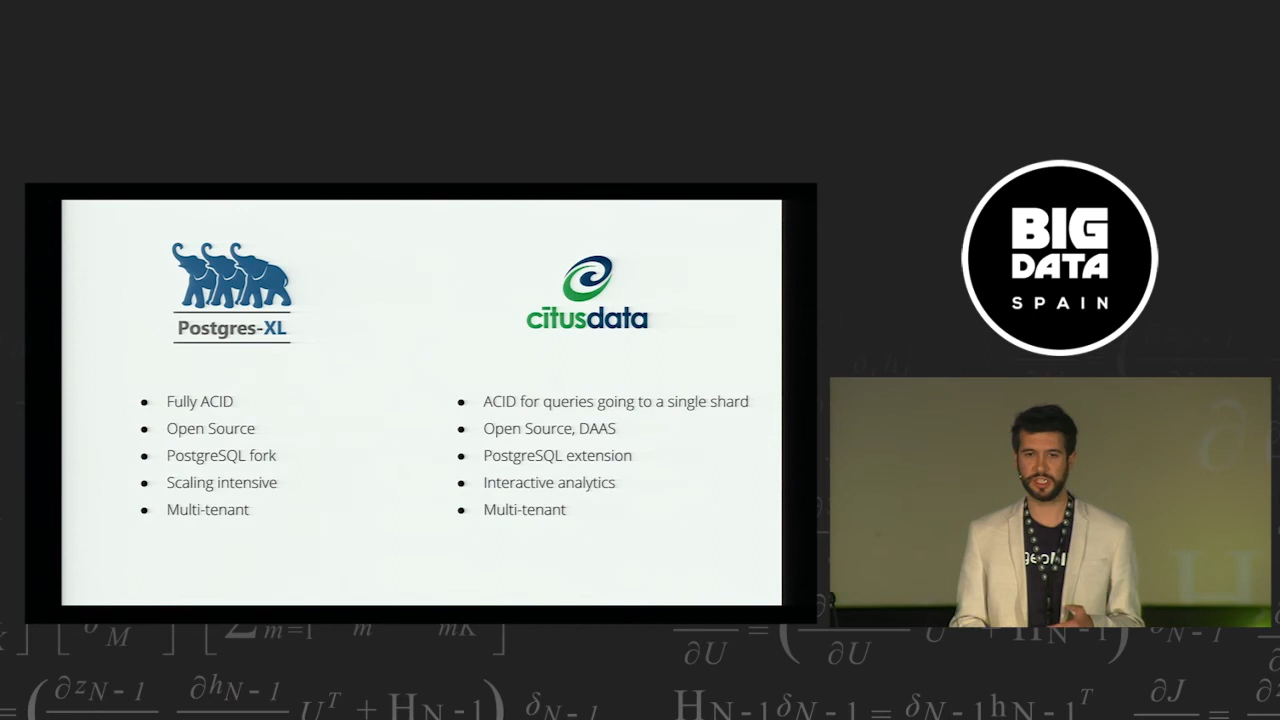 Postgres-XL
citusdata
Fully ACID
Open Source
PostgreSQL fork
Scaling intensive
Multi-tenant
ACID for queries going to a single shard
Open Source, DAAS
PostgreSQL extension
Interactive analytics
Multi-tenant
BIG
DATA
SPAIN